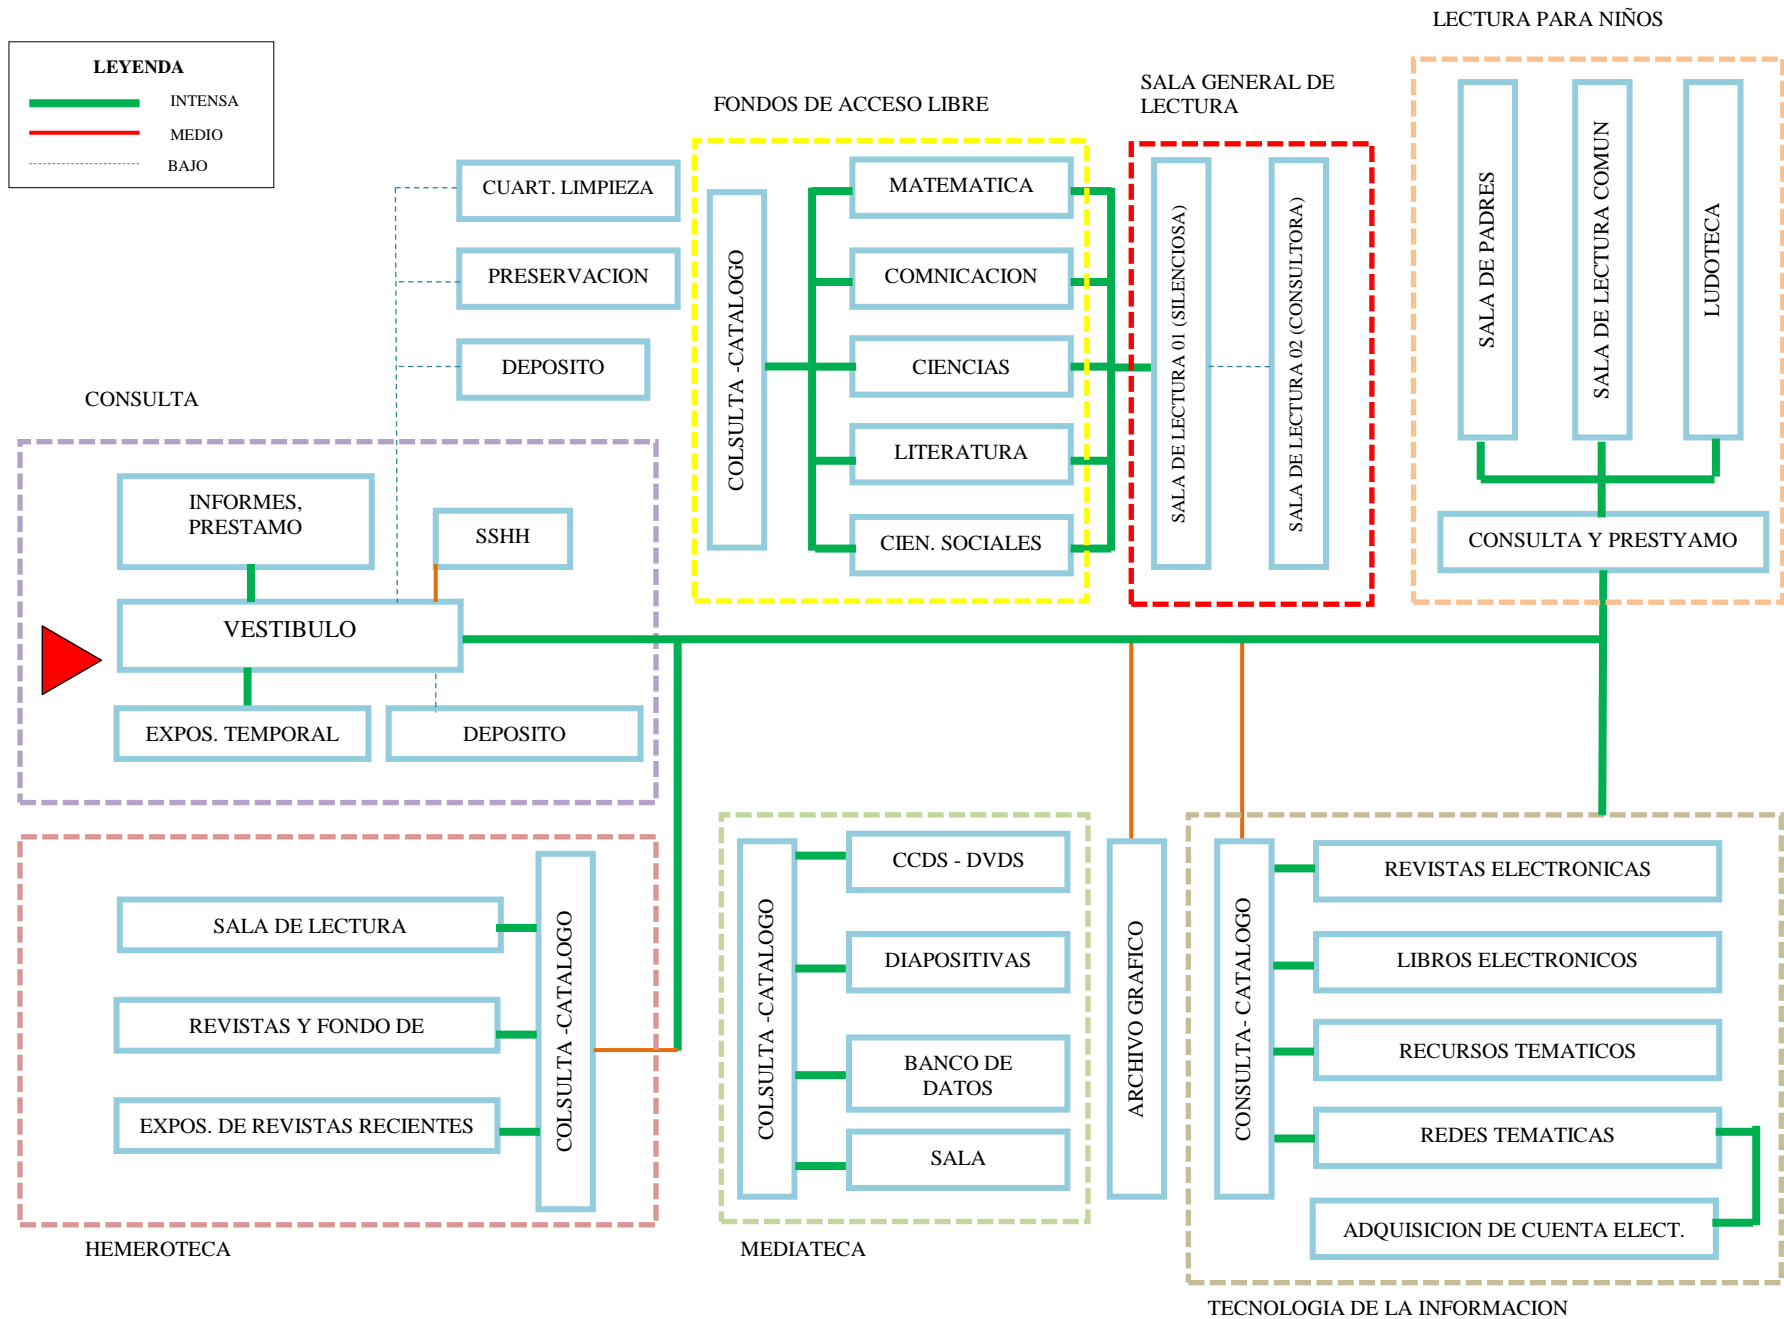 LECTURA PARA NIÑOS
LEYENDA
INTENSA
MEDIO
BAJO
FONDOS DE ACCESO LIBRE
SALA GENERAL DE
LECTURA
CUART. LIMPIEZA
PRESERVACION
DEPOSITO
COLSULTA -CATALOGO
MATEMATICA
COMNICACION
CIENCIAS
LITERATURA
CIEN. SOCIALES
SALA DE LECTURA 01 (SILENCIOSA)
SALA DE LECTURA 02 (CONSULTORA)
SALA DE PADRES
SALA DE LECTURA COMUN
LUDOTECA
CONSULTA Y PRESTYAMO
CONSULTA
INFORMES,
PRESTAMO
SSHH
VESTIBULO
EXPOS. TEMPORAL
DEPOSITO
SALA DE LECTURA
REVISTAS Y FONDO DE
EXPOS. DE REVISTAS RECIENTES
COLSULTA -CATALOGO
HEMEROTECA
COLSULTA -CATALOGO
CCDS - DVDS
DIAPOSITIVAS
BANCO DE
DATOS
SALA
MEDIATECA
ARCHIVO GRAFICO
CONSULTA- CATALOGO
REVISTAS ELECTRONICAS
LIBROS ELECTRONICOS
RECURSOS TEMATICOS
REDES TEMATICAS
ADQUISICION DE CUENTA ELECT.
TECNOLOGIA DE LA INFORMACION